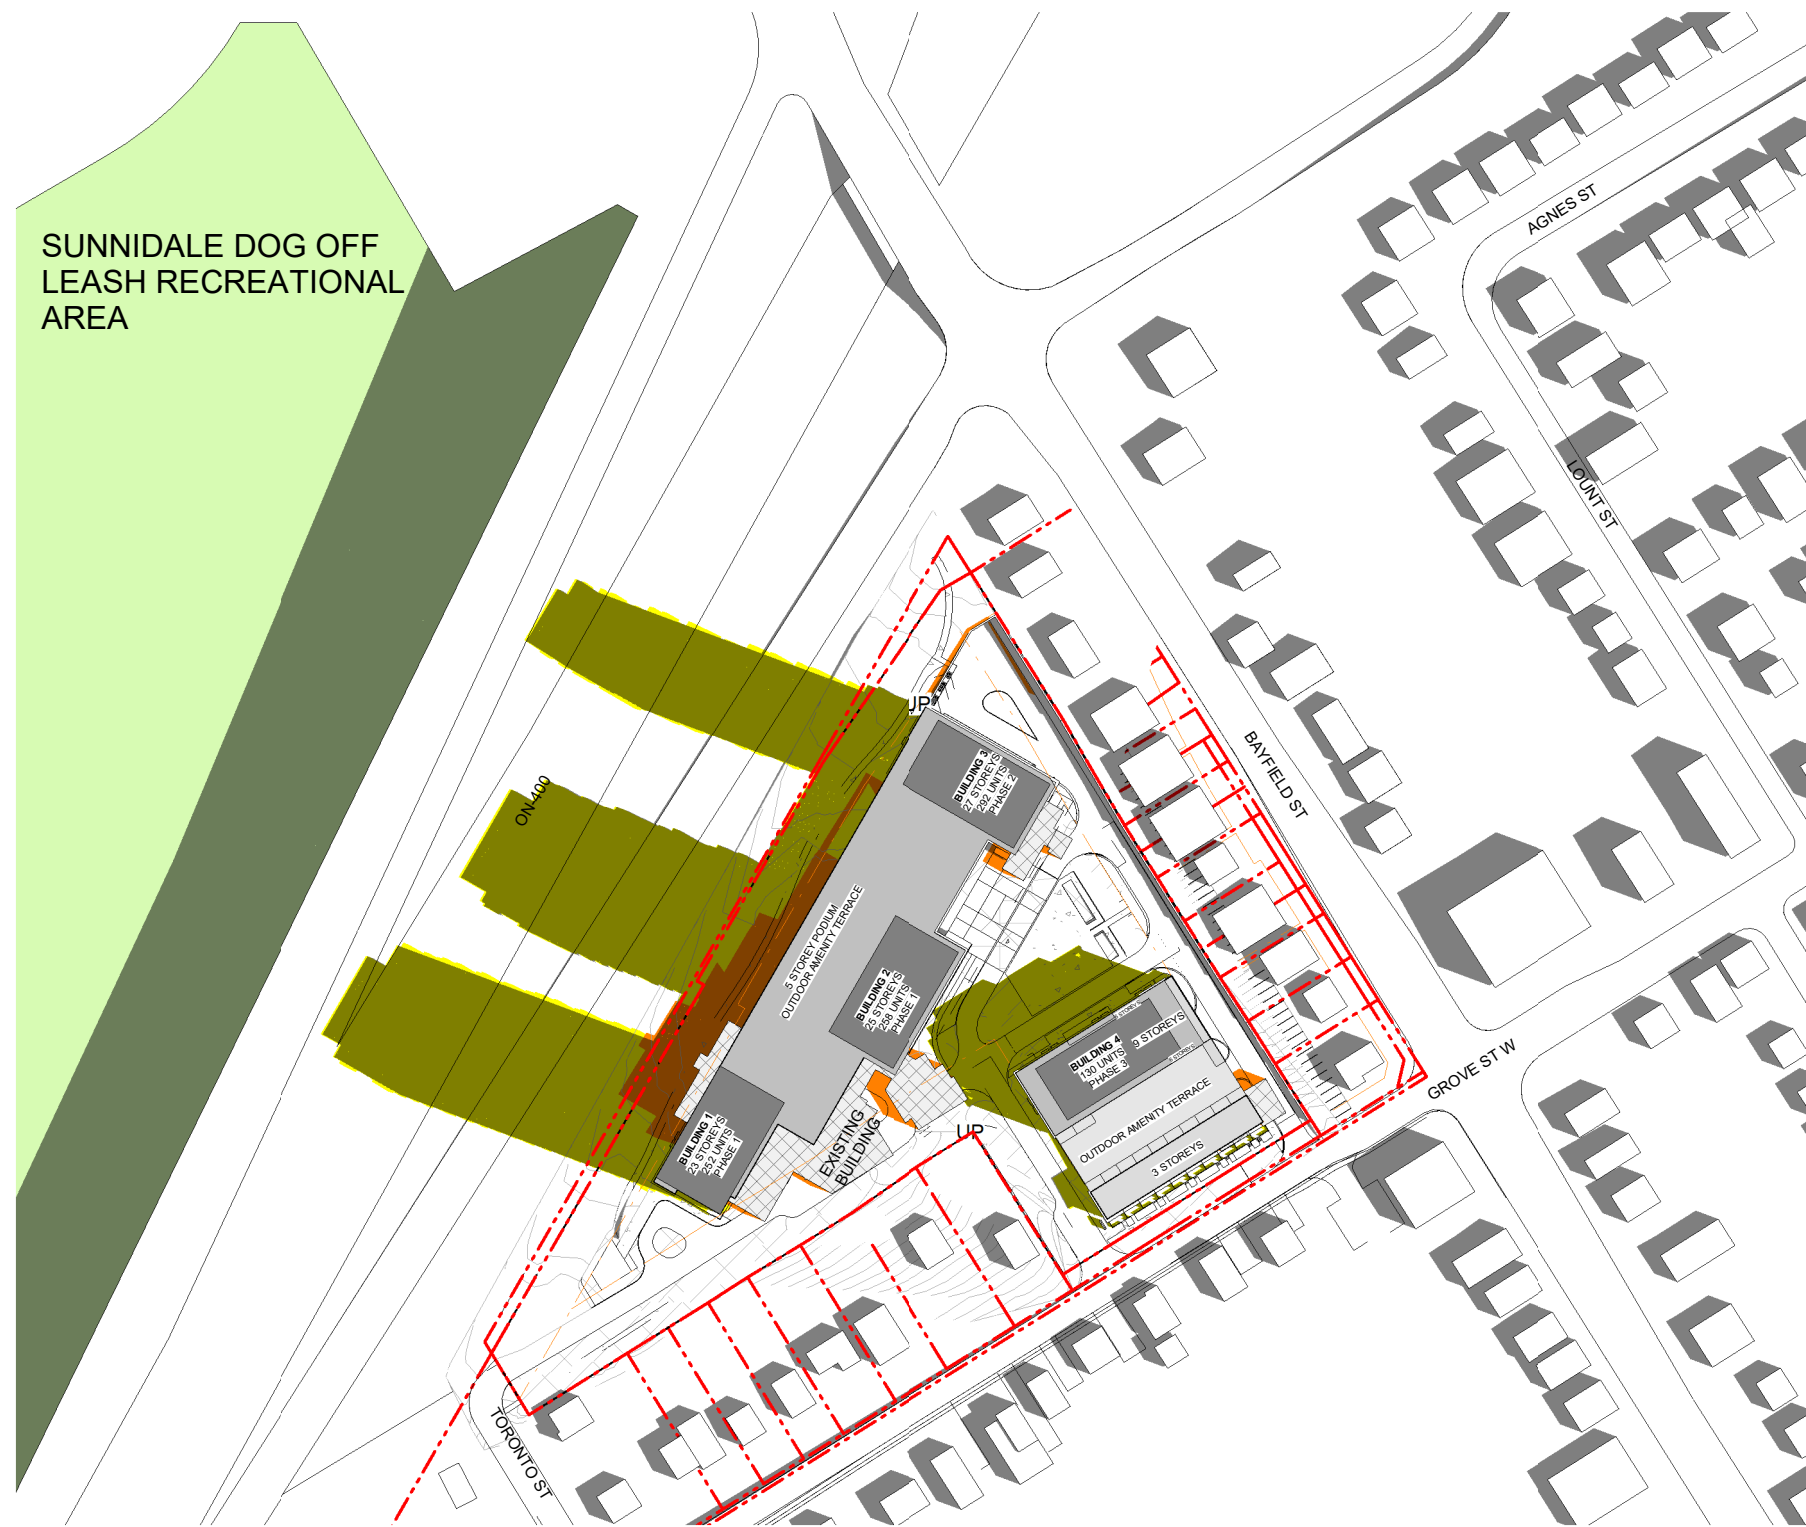 SUNNIDALE DOG OFF
LEASH RECREATIONAL
AREA
AGNES ST
LOUNT ST
BAYFIELD ST
GROVE ST W
TORONTO ST
ON-400
UP
BUILDING 3
27 STOREYS
292 UNITS
PHASE 2
5 STOREY PODIUM
OUTDOOR AMENITY TERRACE
BUILDING 2
25 STOREYS
258 UNITS
PHASE 1
BUILDING 1
23 STOREYS
252 UNITS
PHASE 1
EXISTING
BUILDING
UP
BUILDING 4
130 UNITS
PHASE 3
9 STOREYS
OUTDOOR AMENITY TERRACE
3 STOREYS